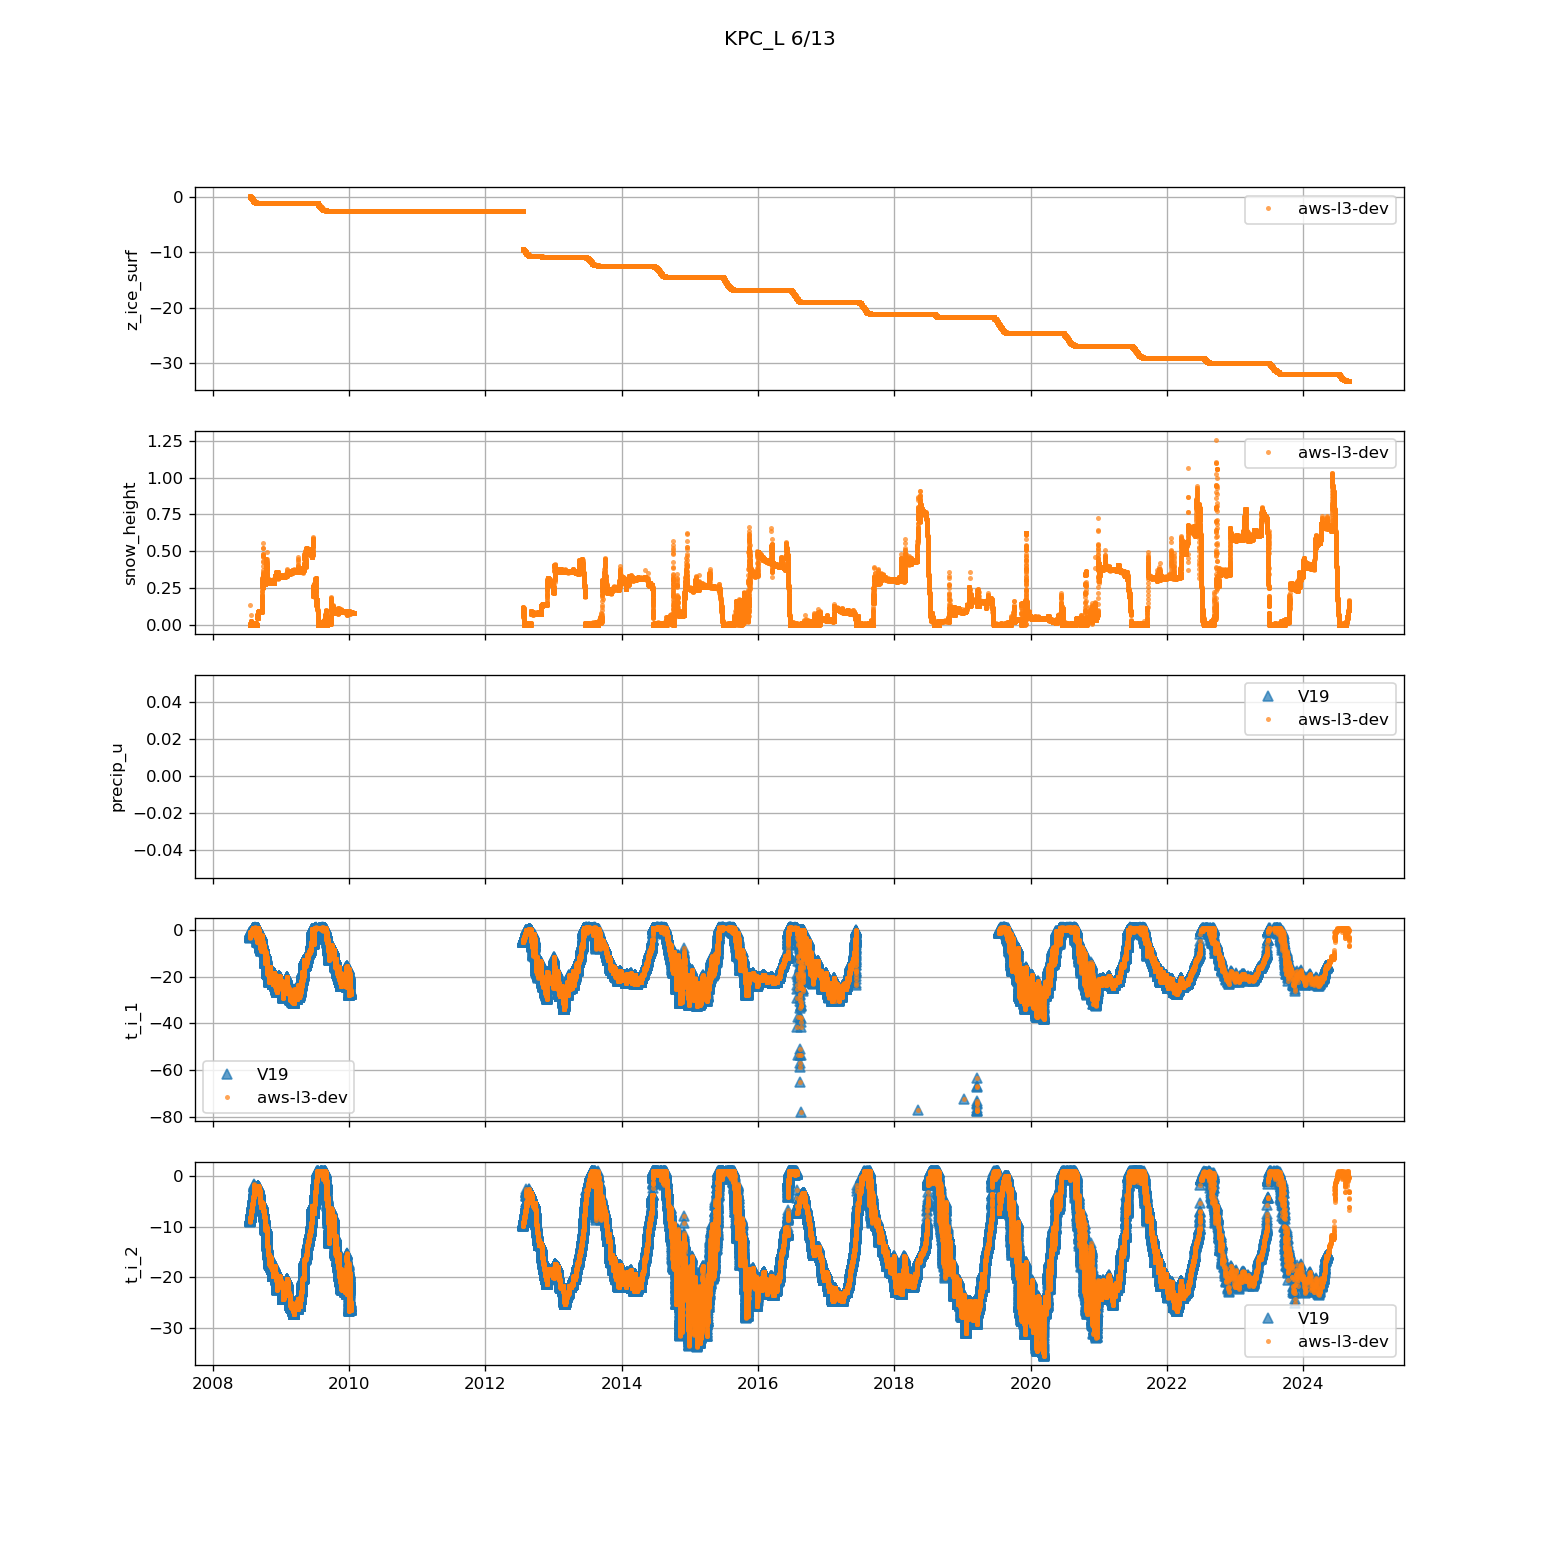 KPC_L 6/13
0
−10
−20
−30
z_ice_surf
aws-l3-dev
1.25
1.00
0.75
0.50
0.25
0.00
snow_height
aws-l3-dev
0.04
0.02
0.00
−0.02
−0.04
precip_u
V19
aws-l3-dev
0
−20
−40
−60
−80
t_i_1
V19
aws-l3-dev
0
−10
−20
−30
t_i_2
V19
aws-l3-dev
2008 2010 2012 2014 2016 2018 2020 2022 2024